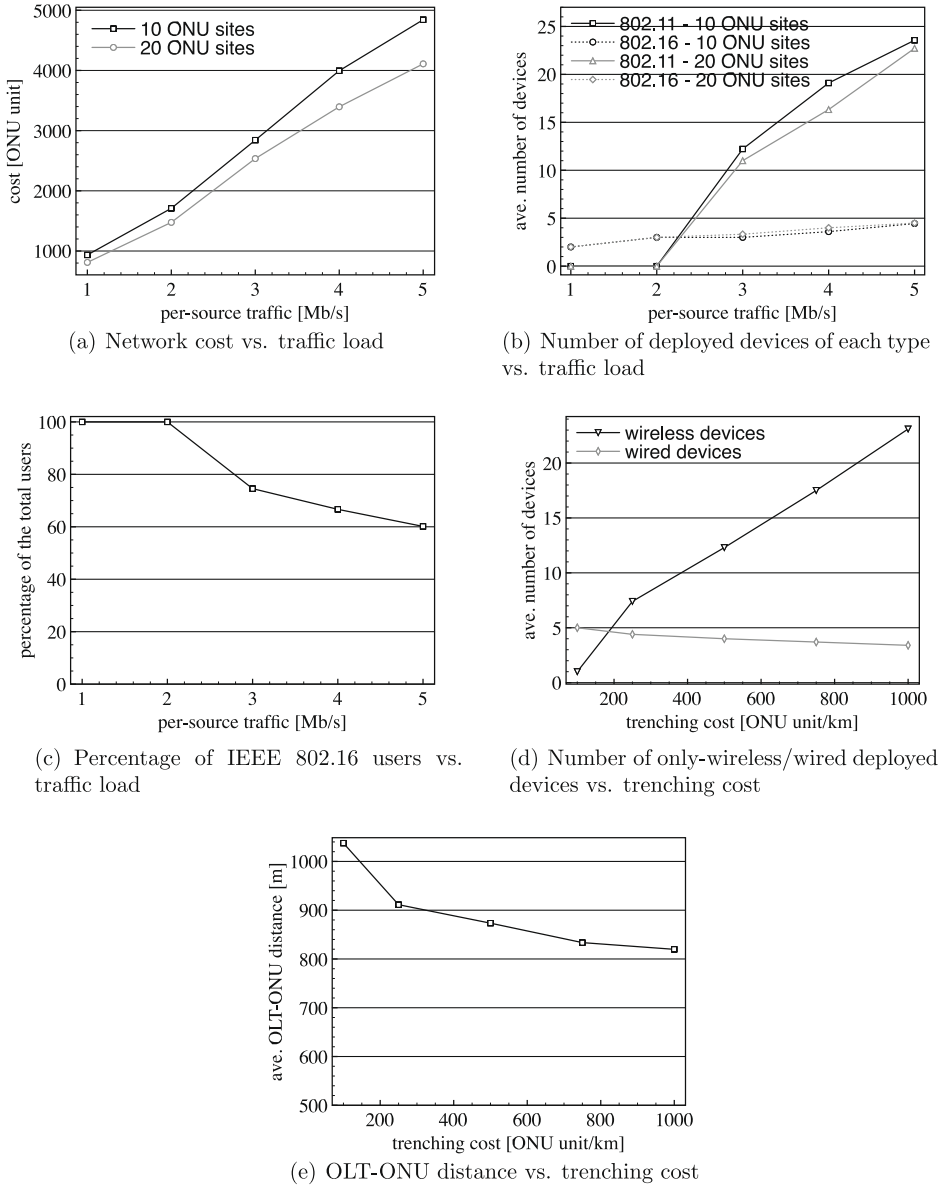 10 ONU sites
20 ONU sites
5000
4000
3000
2000
1000
cost [ONU unit]
1 2 3 4 5
per-source traffic [Mb/s]
(a) Network cost vs. traffic load
802.11 - 10 ONU sites
802.16 - 10 ONU sites
802.11 - 20 ONU sites
802.16 - 20 ONU sites
25
20
15
10
5
0
ave. number of devices
1 2 3 4 5
per-source traffic [Mb/s]
(b) Number of deployed devices of each type
vs. traffic load
100
80
60
40
20
0
percentage of the total users
1 2 3 4 5
per-source traffic [Mb/s]
(c) Percentage of IEEE 802.16 users vs.
traffic load
wireless devices
wired devices
20
15
10
5
0
ave. number of devices
200 400 600 800 1000
trenching cost [ONU unit/km]
(d) Number of only-wireless/wired deployed
devices vs. trenching cost
1000
900
800
700
600
500
ave. OLT-ONU distance [m]
200 400 600 800 1000
trenching cost [ONU unit/km]
(e) OLT-ONU distance vs. trenching cost